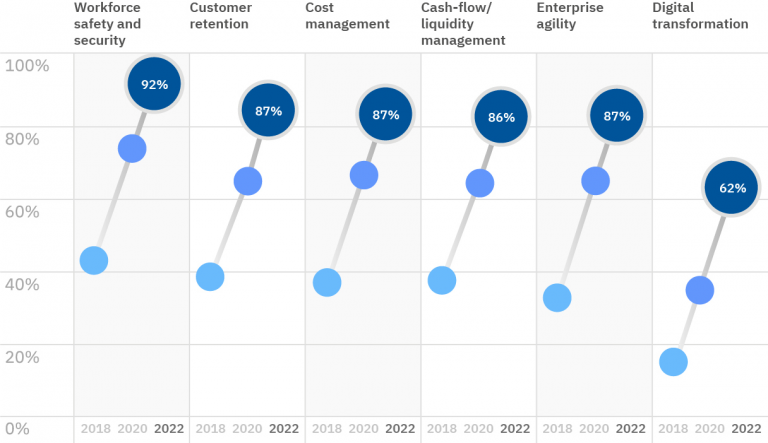 Workforce
safety and
security
Customer
retention
Cost
management
Cash-flow/
liquidity
management
Enterprise
agility
Digital
transformation
100%
80%
60%
40%
20%
0%
92%
87%
87%
86%
87%
62%
2018 2020 2022
2018 2020 2022
2018 2020 2022
2018 2020 2022
2018 2020 2022
2018 2020 2022